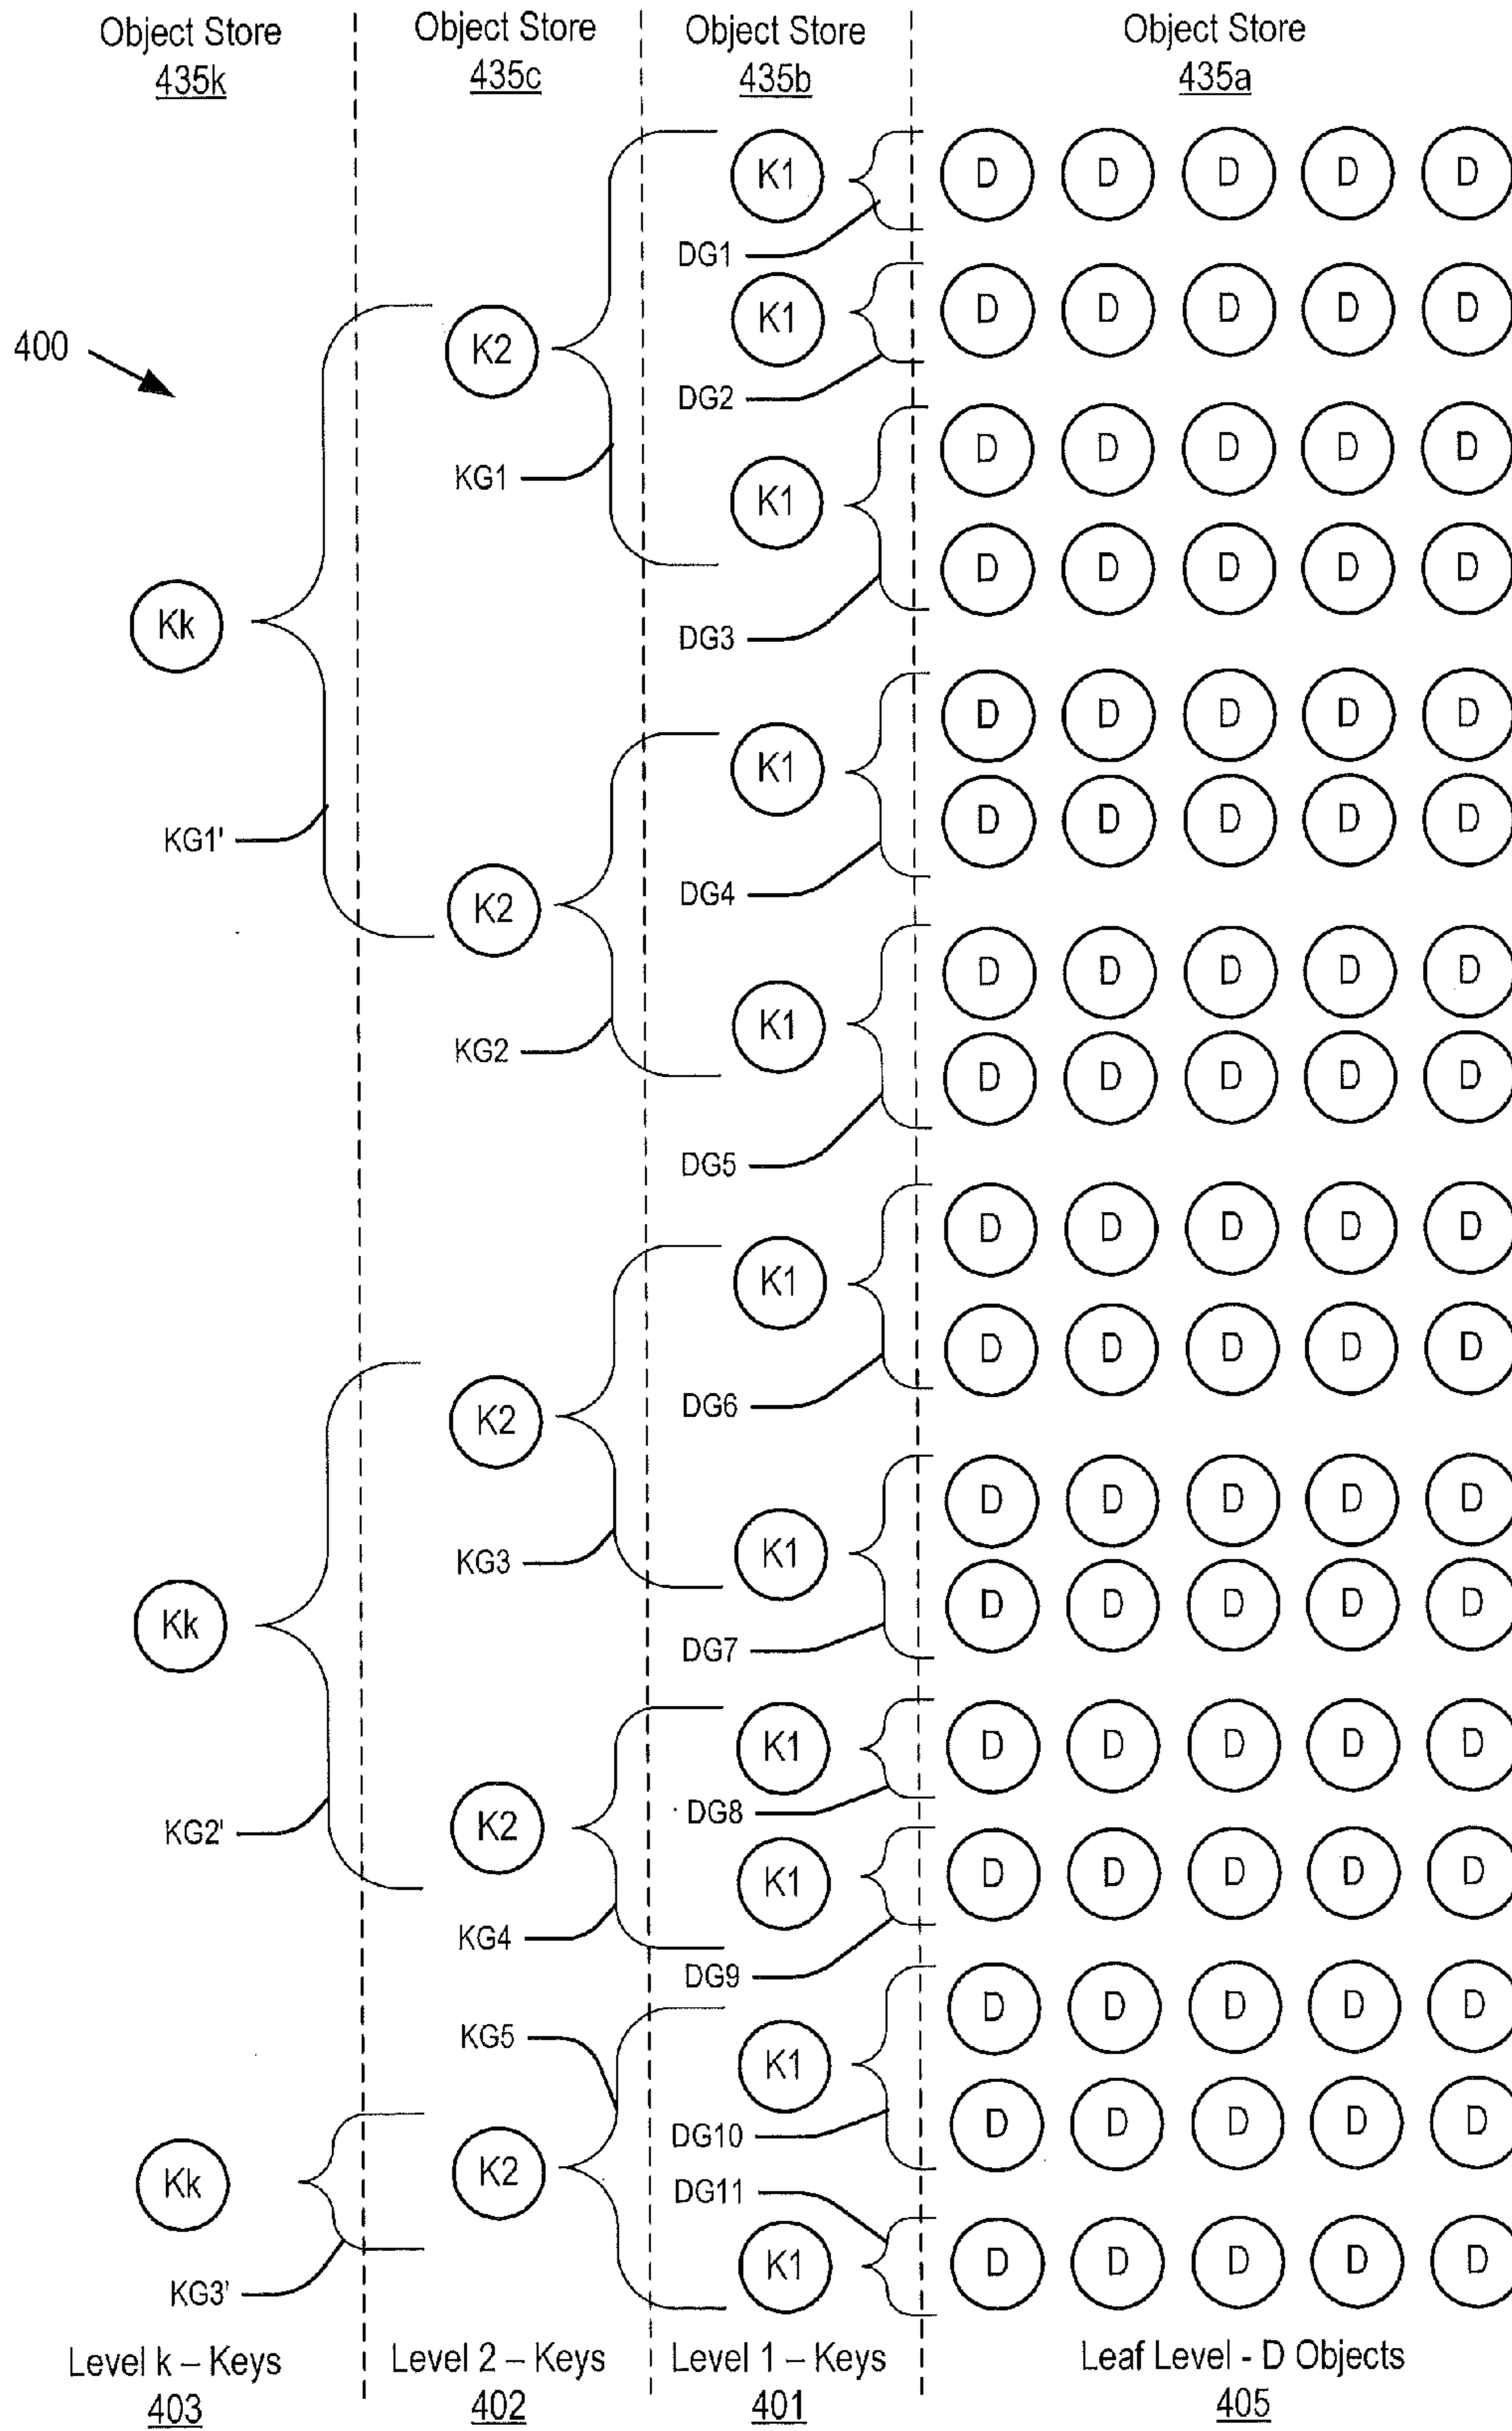 Object Store Object Store Object Store Object Store
435k 435c 435b 435a
K1 D D D D D
DG1
K1 D D D D D
400 K2
DG2
KG1 K1 D D D D D
D D D D D
Kk DG3
K1 D D D D D
D D D D D
KG1' DG4
K2
K1 D D D D D
KG2 D D D D D
DG5
K1 D D D D D
D D D D D
K2 DG6
K1 D D D D D
KG3 D D D D D
Kk DG7
K1 D D D D D
KG2' K2 DG8
K1 D D D D D
KG4
DG9
KG5 K1 D D D D D
D D D D D
DG10
Kk K2 DG11
K1 D D D D D
KG3'
Level k – Keys Level 2 – Keys Level 1 – Keys Leaf Level - D Objects
403 402 401 405